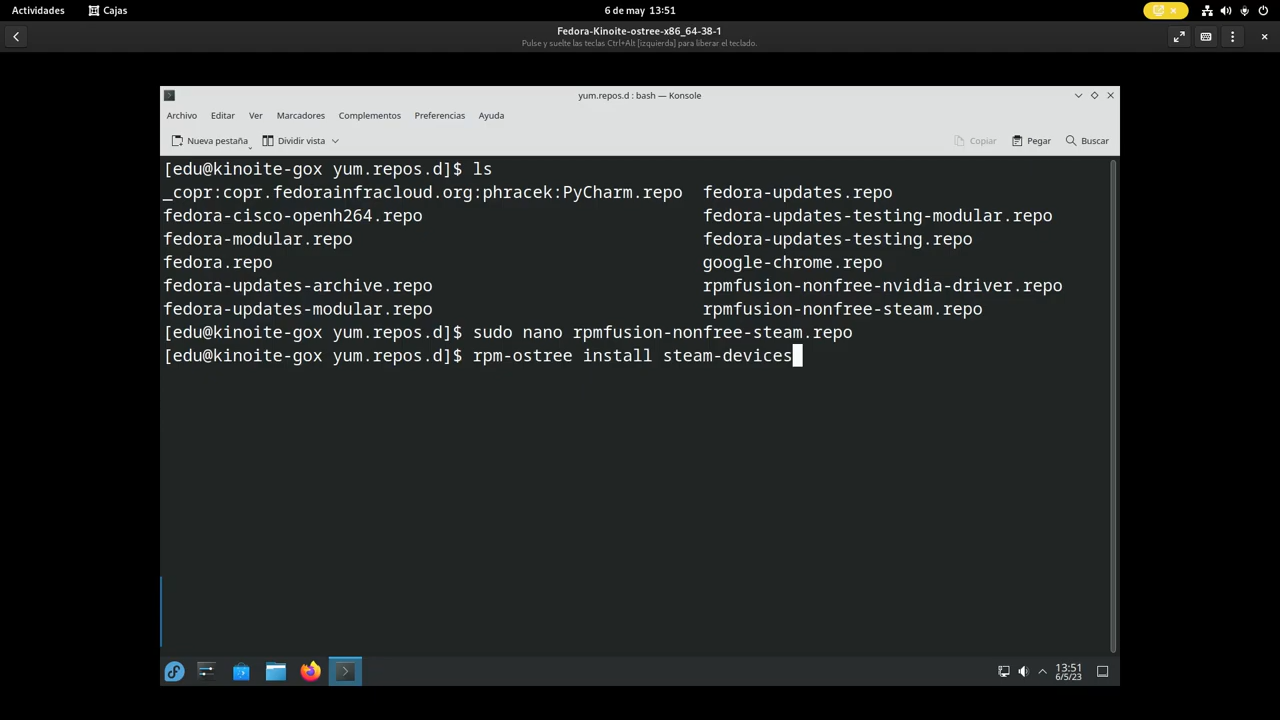 Actividades Cajas 6 de may 13:51
Fedora-Kinoite-ostree-x86_64-38-1
Pulse y suelte las teclas Ctrl+Alt [izquierda] para liberar el teclado.
yum.repos.d : bash — Konsole
Archivo Editar Ver Marcadores Complementos Preferencias Ayuda
Nueva pestaña Dividir vista Copiar Pegar Buscar
[edu@kinoite-gox yum.repos.d]$ ls
_copr:copr.fedorainfracloud.org:phracek:PyCharm.repo fedora-updates.repo
fedora-cisco-openh264.repo fedora-updates-testing-modular.repo
fedora-modular.repo fedora-updates-testing.repo
fedora.repo google-chrome.repo
fedora-updates-archive.repo rpmfusion-nonfree-nvidia-driver.repo
fedora-updates-modular.repo rpmfusion-nonfree-steam.repo
[edu@kinoite-gox yum.repos.d]$ sudo nano rpmfusion-nonfree-steam.repo
[edu@kinoite-gox yum.repos.d]$ rpm-ostree install steam-devices
13:51
6/5/23